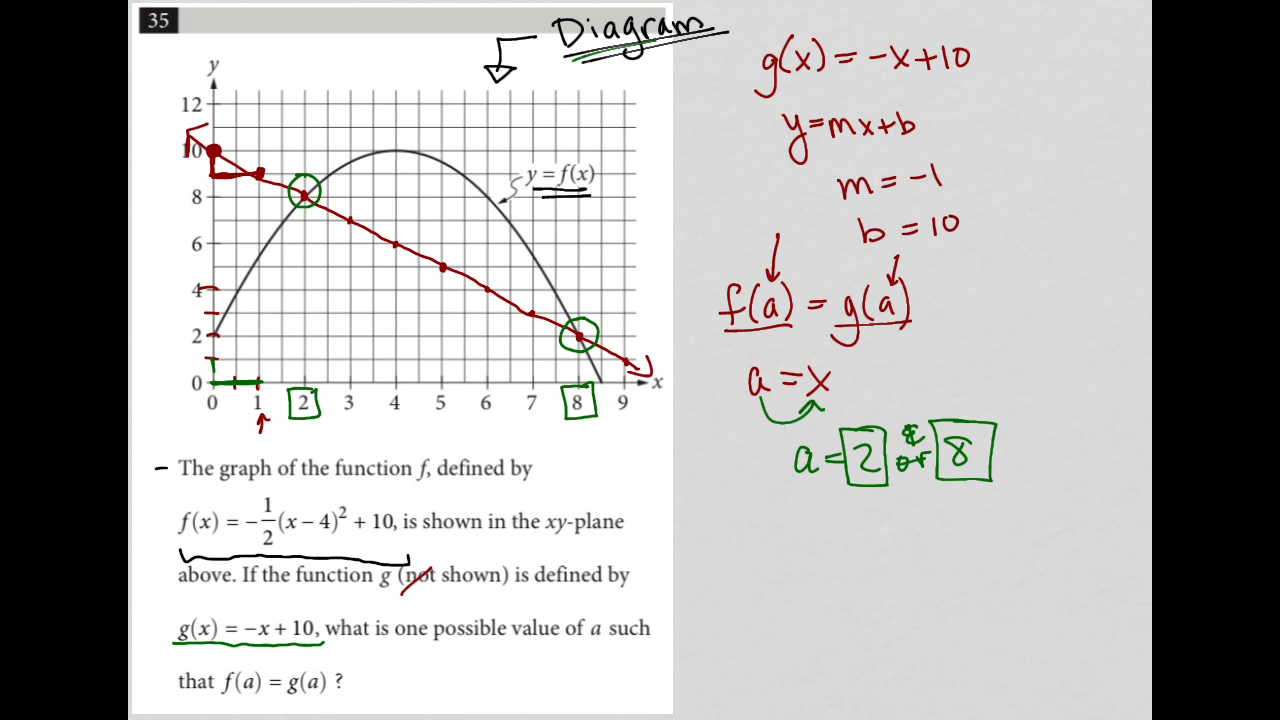 35
Diagram
y
12
10
8
6
4
2
0
y = f(x)
x
0 1 2 3 4 5 6 7 8 9
– The graph of the function f, defined by
f(x) = −1/2(x − 4)² + 10, is shown in the xy-plane
above. If the function g (not shown) is defined by
g(x) = −x + 10, what is one possible value of a such
that f(a) = g(a) ?
g(x) = -x+10
y=mx+b
m = -1
b = 10
f(a) = g(a)
a = x
a = 2 & or 8